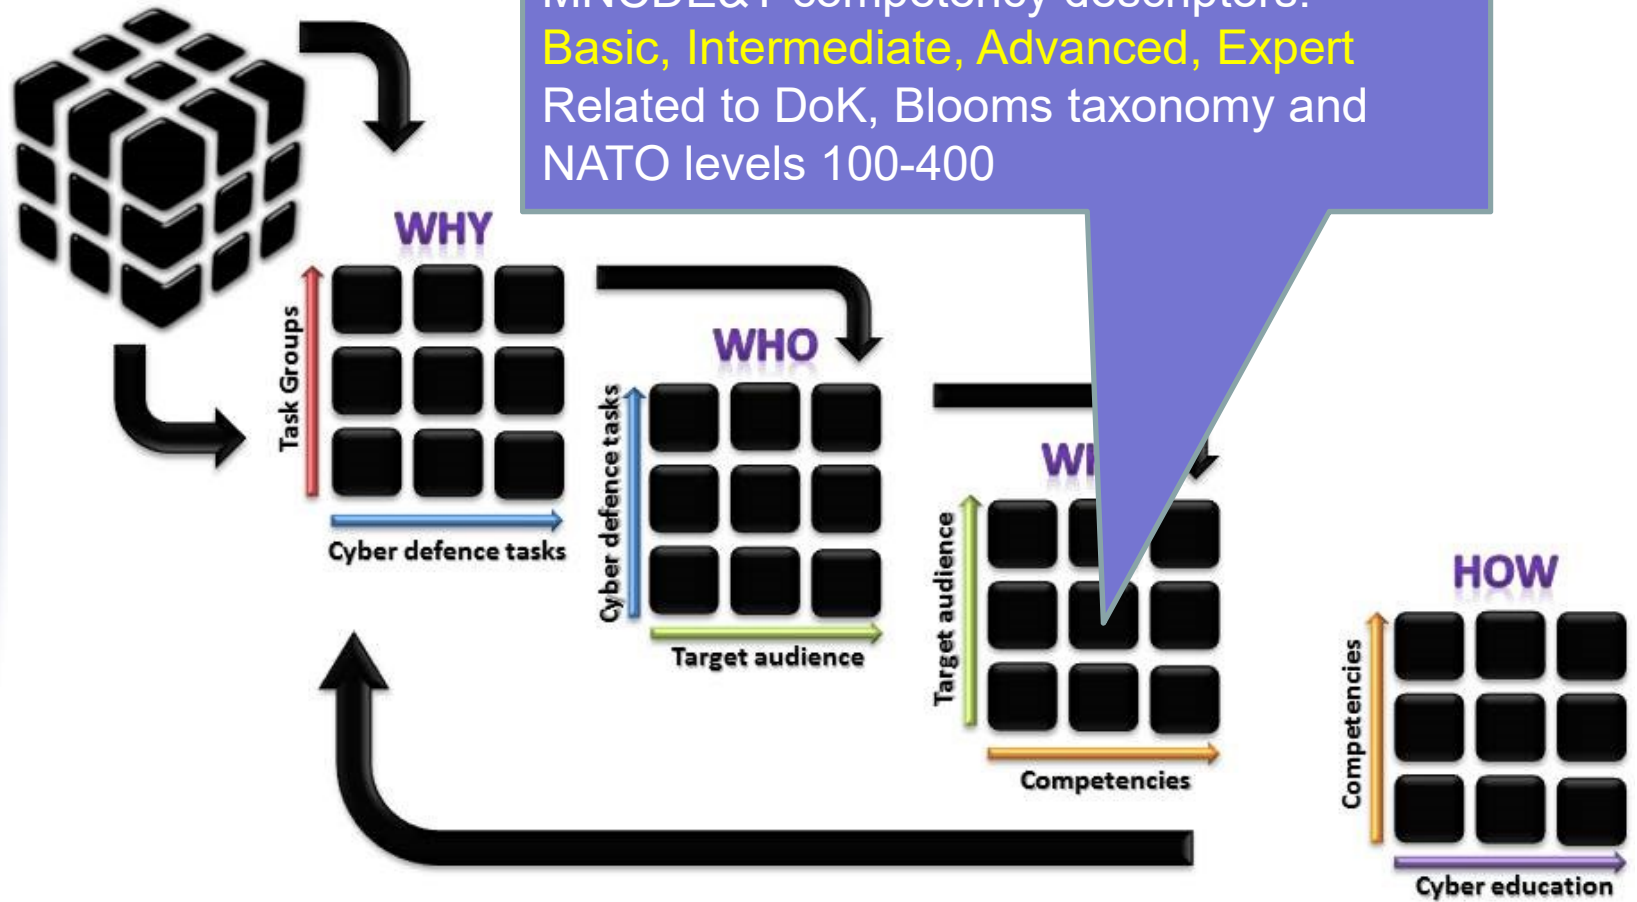 Basic, Intermediate, Advanced, Expert
Related to DoK, Blooms taxonomy and
NATO levels 100-400
WHY
Task Groups
Cyber defence tasks
WHO
Cyber defence tasks
Target audience
Target audience
Competencies
HOW
Competencies
Cyber education